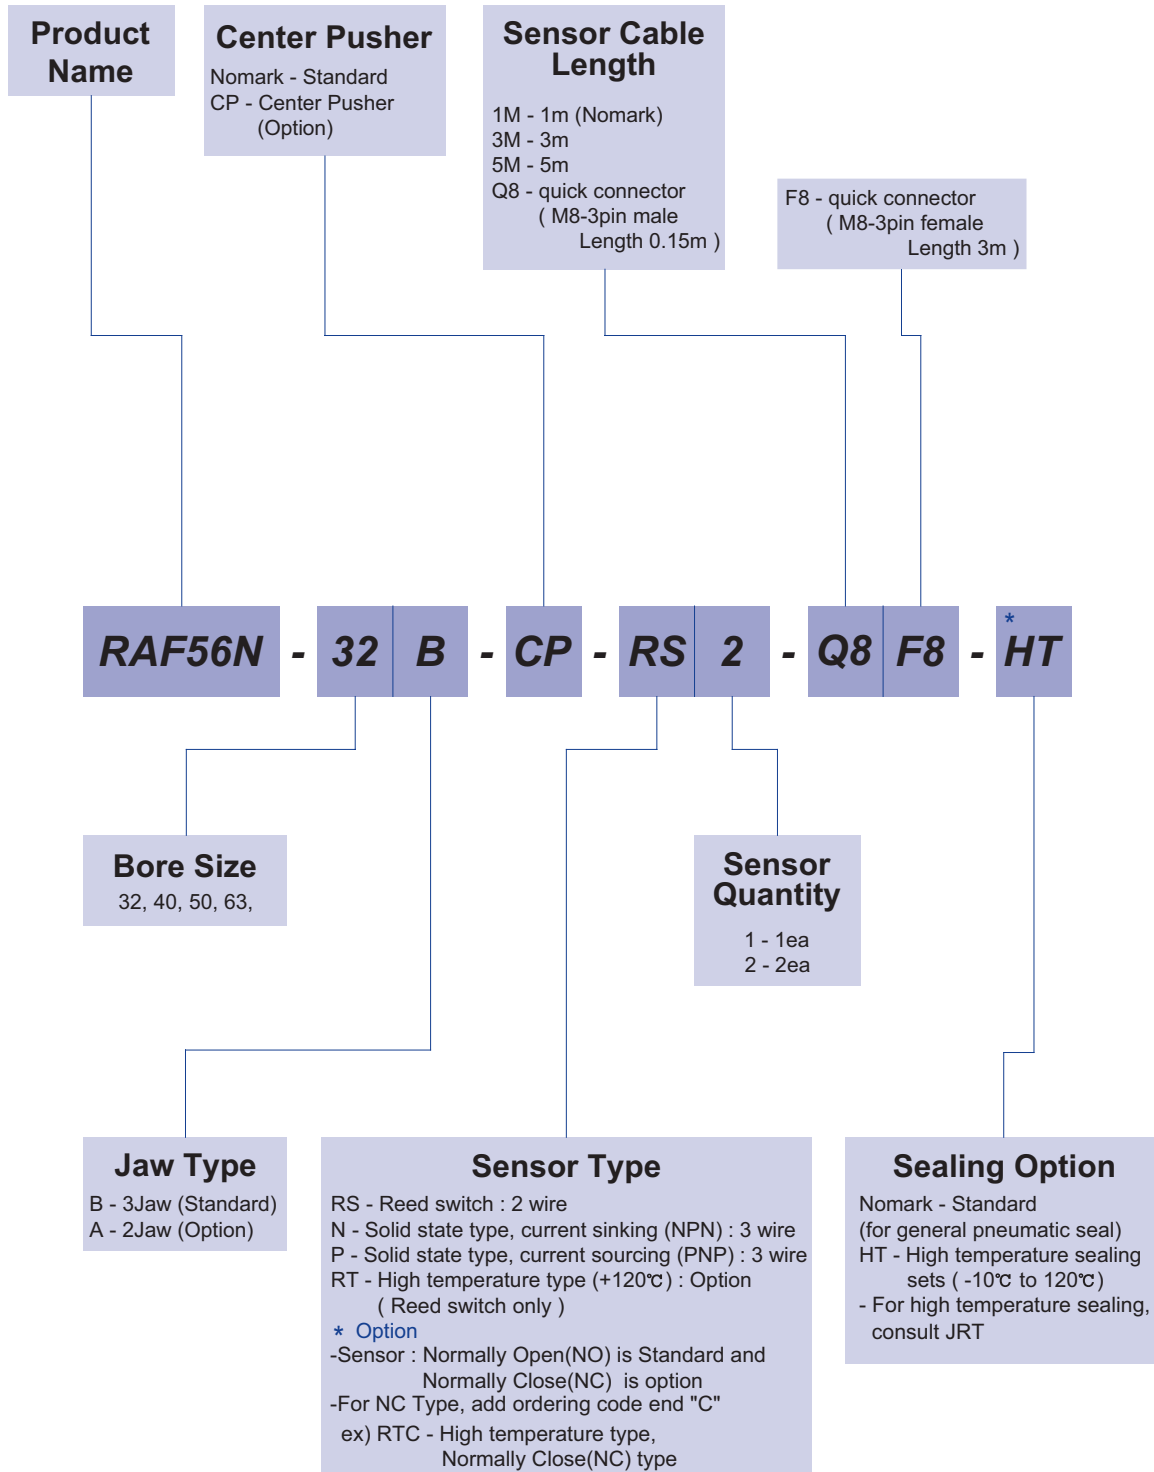 Product
Name
Center Pusher
Nomark - Standard
CP - Center Pusher
(Option)
Sensor Cable
Length
1M - 1m (Nomark)
3M - 3m
5M - 5m
Q8 - quick connector
( M8-3pin male
Length 0.15m )
F8 - quick connector
( M8-3pin female
Length 3m )
RAF56N - 32 B - CP - RS 2 - Q8 F8 - *HT
Bore Size
32, 40, 50, 63,
Sensor
Quantity
1 - 1ea
2 - 2ea
Jaw Type
B - 3Jaw (Standard)
A - 2Jaw (Option)
Sensor Type
RS - Reed switch : 2 wire
N - Solid state type, current sinking (NPN) : 3 wire
P - Solid state type, current sourcing (PNP) : 3 wire
RT - High temperature type (+120℃) : Option
( Reed switch only )
* Option
-Sensor : Normally Open(NO) is Standard and
Normally Close(NC) is option
-For NC Type, add ordering code end "C"
ex) RTC - High temperature type,
Normally Close(NC) type
Sealing Option
Nomark - Standard
(for general pneumatic seal)
HT - High temperature sealing
sets ( -10℃ to 120℃)
- For high temperature sealing,
consult JRT